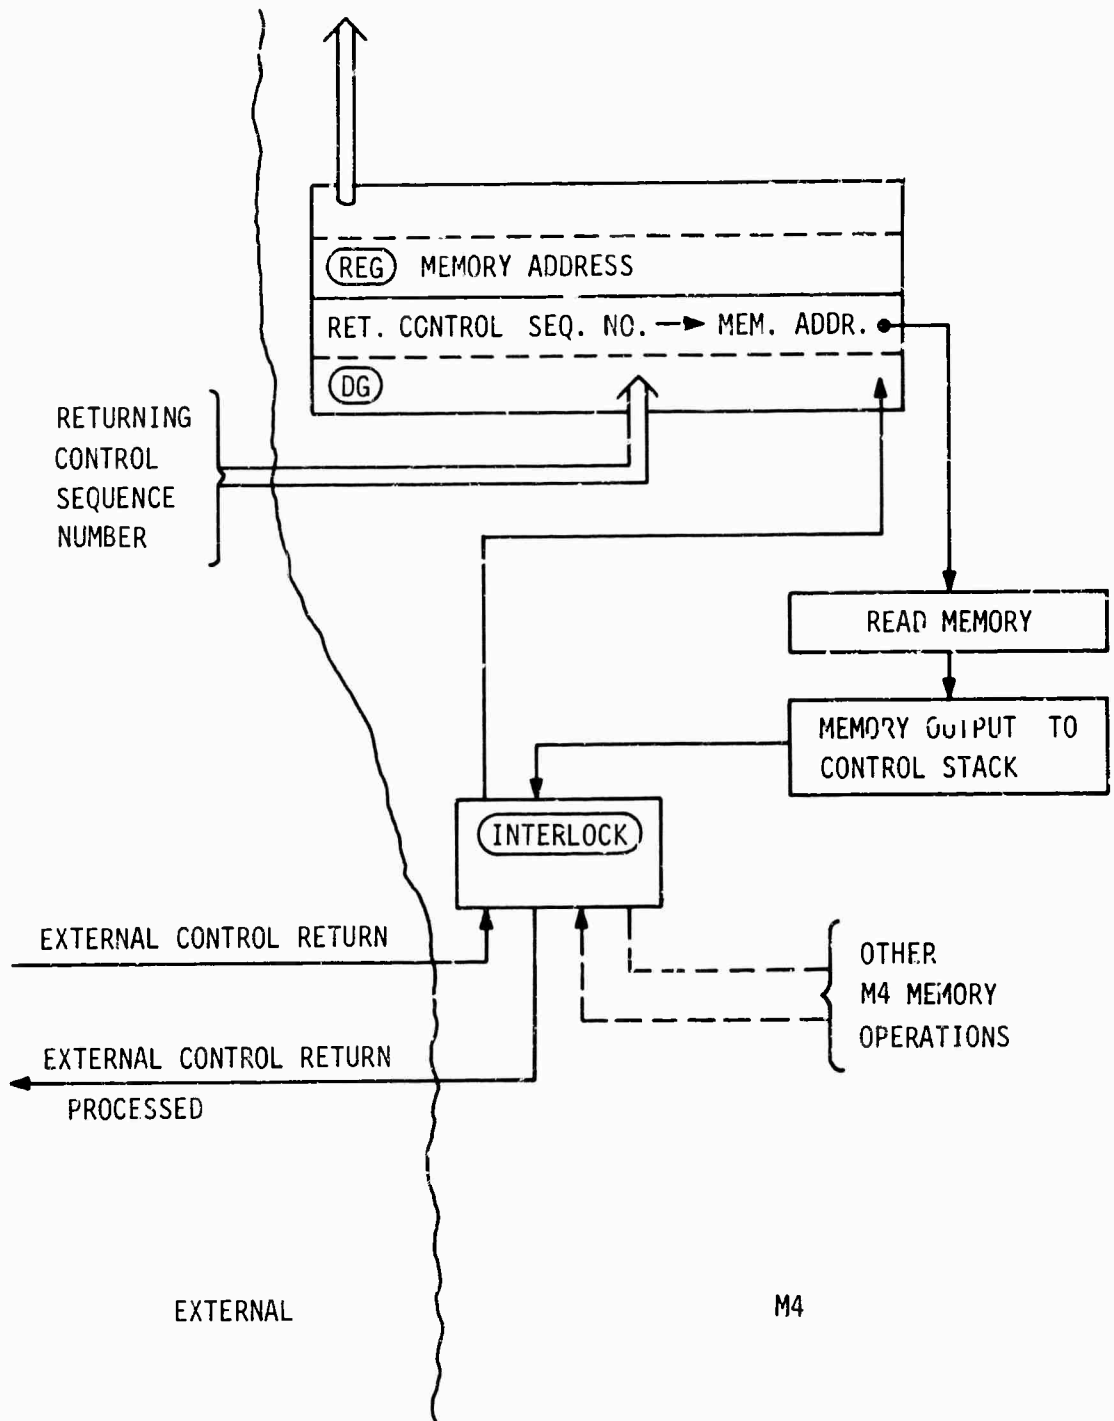 REG MEMORY ADDRESS
RET. CONTROL SEQ. NO. → MEM. ADDR.
DG
RETURNING
CONTROL
SEQUENCE
NUMBER
READ MEMORY
MEMORY OUTPUT TO
CONTROL STACK
INTERLOCK
EXTERNAL CONTROL RETURN
OTHER
M4 MEMORY
OPERATIONS
EXTERNAL CONTROL RETURN
PROCESSED
EXTERNAL
M4